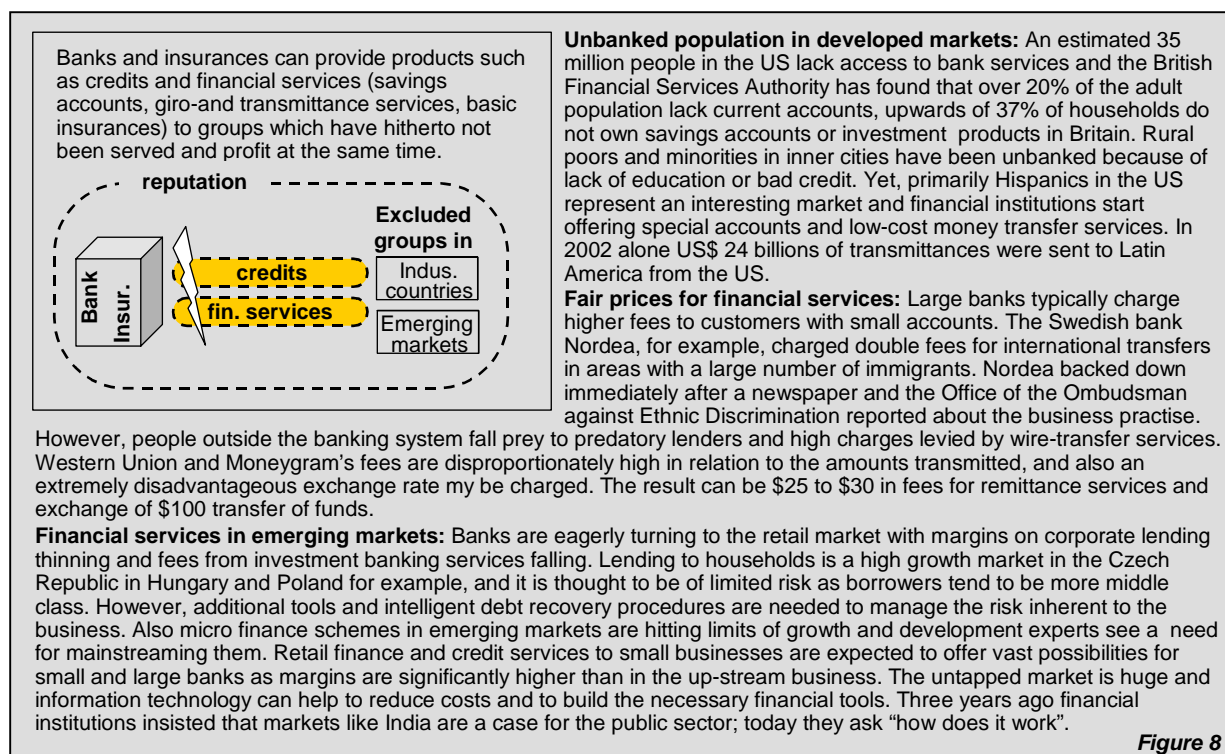 Banks and insurances can provide products such
as credits and financial services (savings
accounts, giro-and transmittance services, basic
insurances) to groups which have hitherto not
been served and profit at the same time.
reputation
Excluded
groups in
Bank
Insur.
credits
fin. services
Indus.
countries
Emerging
markets
Unbanked population in developed markets: An estimated 35
million people in the US lack access to bank services and the British
Financial Services Authority has found that over 20% of the adult
population lack current accounts, upwards of 37% of households do
not own savings accounts or investment products in Britain. Rural
poors and minorities in inner cities have been unbanked because of
lack of education or bad credit. Yet, primarily Hispanics in the US
represent an interesting market and financial institutions start
offering special accounts and low-cost money transfer services. In
2002 alone US$ 24 billions of transmittances were sent to Latin
America from the US.
Fair prices for financial services: Large banks typically charge
higher fees to customers with small accounts. The Swedish bank
Nordea, for example, charged double fees for international transfers
in areas with a large number of immigrants. Nordea backed down
immediately after a newspaper and the Office of the Ombudsman
against Ethnic Discrimination reported about the business practise.
However, people outside the banking system fall prey to predatory lenders and high charges levied by wire-transfer services.
Western Union and Moneygram's fees are disproportionately high in relation to the amounts transmitted, and also an
extremely disadvantageous exchange rate my be charged. The result can be $25 to $30 in fees for remittance services and
exchange of $100 transfer of funds.
Financial services in emerging markets: Banks are eagerly turning to the retail market with margins on corporate lending
thinning and fees from investment banking services falling. Lending to households is a high growth market in the Czech
Republic in Hungary and Poland for example, and it is thought to be of limited risk as borrowers tend to be more middle
class. However, additional tools and intelligent debt recovery procedures are needed to manage the risk inherent to the
business. Also micro finance schemes in emerging markets are hitting limits of growth and development experts see a need
for mainstreaming them. Retail finance and credit services to small businesses are expected to offer vast possibilities for
small and large banks as margins are significantly higher than in the up-stream business. The untapped market is huge and
information technology can help to reduce costs and to build the necessary financial tools. Three years ago financial
institutions insisted that markets like India are a case for the public sector; today they ask “how does it work”.
Figure 8